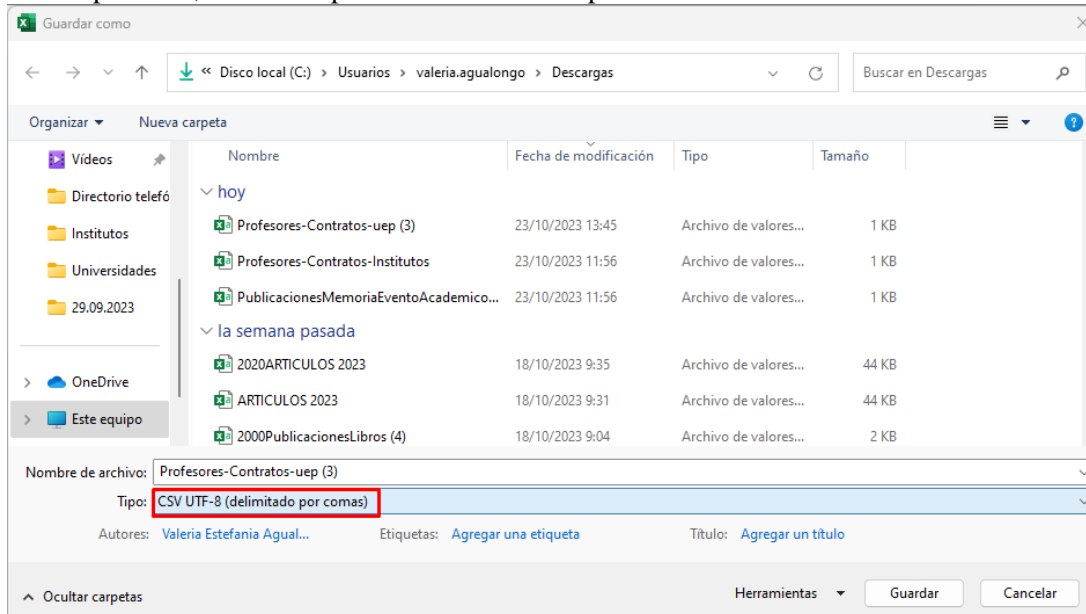 Guardar como
« Disco local (C:) > Usuarios > valeria.agualongo > Descargas
Buscar en Descargas
Organizar
Nueva carpeta
Nombre
Fecha de modificación
Tipo
Tamaño
Vídeos
Directorio telefó
Institutos
Universidades
29.09.2023
OneDrive
Este equipo
hoy
Profesores-Contratos-uep (3) 23/10/2023 13:45 Archivo de valores... 1 KB
Profesores-Contratos-Institutos 23/10/2023 11:56 Archivo de valores... 1 KB
PublicacionesMemoriaEventoAcademico... 23/10/2023 11:56 Archivo de valores... 1 KB
la semana pasada
2020ARTICULOS 2023 18/10/2023 9:35 Archivo de valores... 44 KB
ARTICULOS 2023 18/10/2023 9:31 Archivo de valores... 44 KB
2000PublicacionesLibros (4) 18/10/2023 9:04 Archivo de valores... 2 KB
Nombre de archivo: Profesores-Contratos-uep (3)
Tipo: CSV UTF-8 (delimitado por comas)
Autores: Valeria Estefania Agual... Etiquetas: Agregar una etiqueta Título: Agregar un título
Ocultar carpetas
Herramientas
Guardar
Cancelar